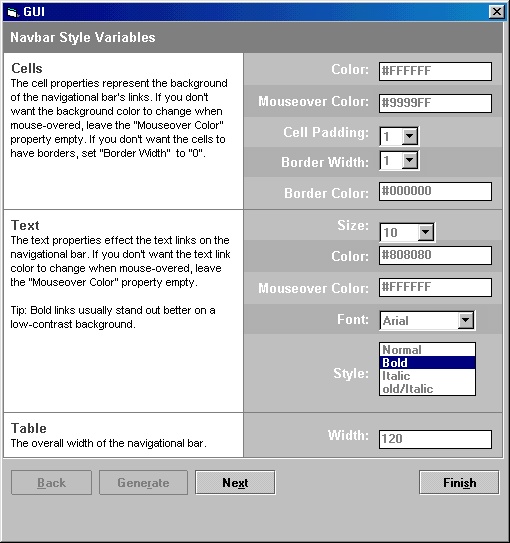 GUI
Navbar Style Variables
Cells
The cell properties represent the background
of the navigational bar's links. If you don't
want the background color to change when
mouse-overed, leave the "Mouseover Color"
property empty. If you don't want the cells to
have borders, set "Border Width" to "0".
Color: #FFFFFF
Mouseover Color: #9999FF
Cell Padding: 1
Border Width: 1
Border Color: #000000
Text
The text properties effect the text links on the
navigational bar. If you don't want the text link
color to change when mouse-overed, leave
the "Mouseover Color" property empty.
Tip: Bold links usually stand out better on a
low-contrast background.
Size: 10
Color: #808080
Mouseover Color: #FFFFFF
Font: Arial
Style:
Normal
Bold
Italic
old/Italic
Table
The overall width of the navigational bar.
Width: 120
Back
Generate
Next
Finish